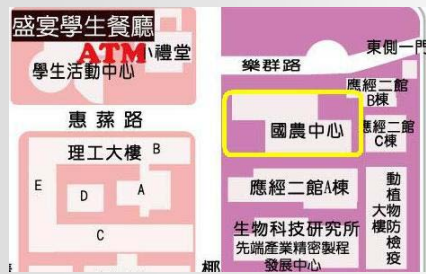 盛宴學生餐廳
ATM
小禮堂
學生活動中心
惠蓀路
理工大樓
B
E
D
A
C
樂群路
東側一門
應經二館
B棟
國農中心
應經二館
C棟
應經二館A棟
動植物防檢疫
大樓
生物科技研究所
先端產業精密製程
發展中心
椰